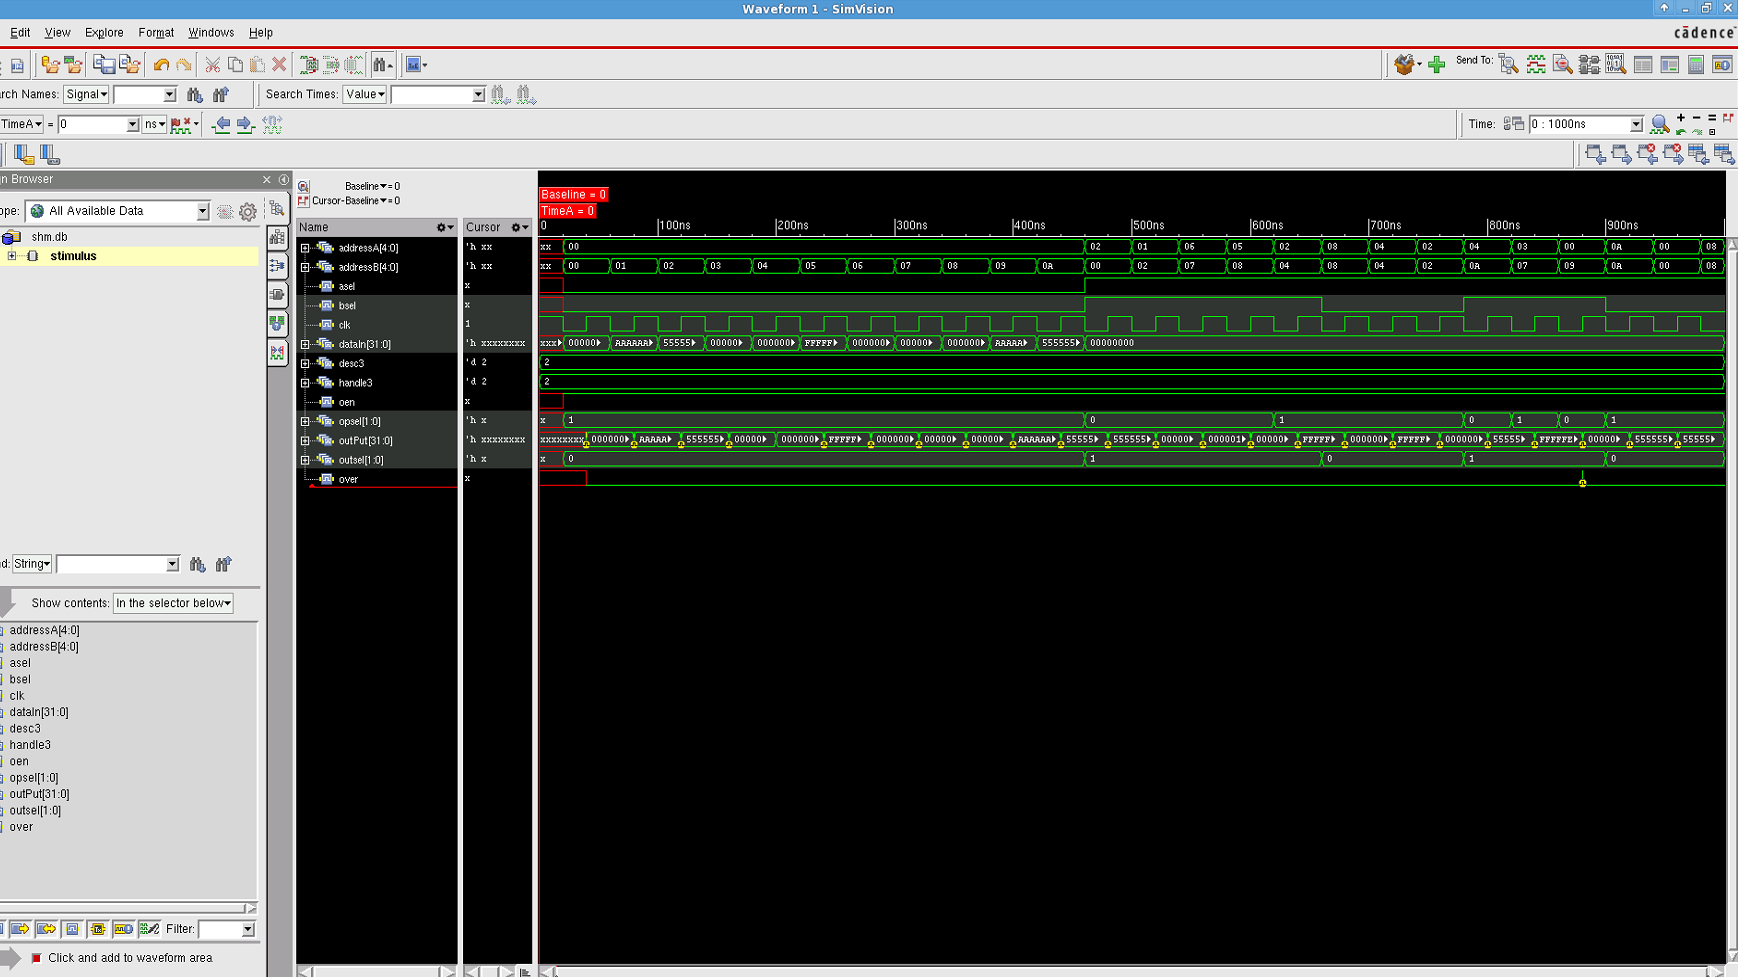 Waveform 1 - SimVision
Edit View Explore Format Windows Help
cādence
Send To:
rch Names: Signal▾ Search Times: Value▾
TimeA▾ = 0 ns▾ Time: 0 : 1000ns
n Browser
ope: All Available Data
shm.db
stimulus
Baseline▾= 0
Cursor-Baseline▾= 0
Baseline = 0
TimeA = 0
Name Cursor 0 100ns 200ns 300ns 400ns 500ns 600ns 700ns 800ns 900ns
addressA[4:0] 'h xx xx 00 02 01 06 05 02 08 04 02 04 03 00 0A 00 08
addressB[4:0] 'h xx xx 00 01 02 03 04 05 06 07 08 09 0A 00 02 07 08 04 08 04 02 0A 07 09 0A 00 08
asel x
bsel x
clk 1
dataIn[31:0] 'h xxxxxxxx xxx▸ 00000▸ AAAAAA▸ 55555▸ 00000▸ 000000▸ FFFFF▸ 000000▸ 00000▸ 000000▸ AAAAA▸ 555555▸ 00000000
desc3 'd 2 2
handle3 'd 2 2
oen x
opsel[1:0] 'h x x 1 0 1 0 1 0 1
outPut[31:0] 'h xxxxxxxx xxxxxxxx 000000▸ AAAAA▸ 555555▸ 00000▸ 000000▸ FFFFF▸ 000000▸ 00000▸ 00000▸ AAAAAA▸ 55555▸ 555555▸ 00000▸ 000001▸ 00000▸ FFFFF▸ 000000▸ FFFFF▸ 000000▸ 55555▸ FFFFFE▸ 00000▸ 555555▸ 55555▸
outsel[1:0] 'h x x 0 1 0 1 0
over x
d: String▾
Show contents: In the selector below▾
addressA[4:0]
addressB[4:0]
asel
bsel
clk
dataIn[31:0]
desc3
handle3
oen
opsel[1:0]
outPut[31:0]
outsel[1:0]
over
Filter:
Click and add to waveform area